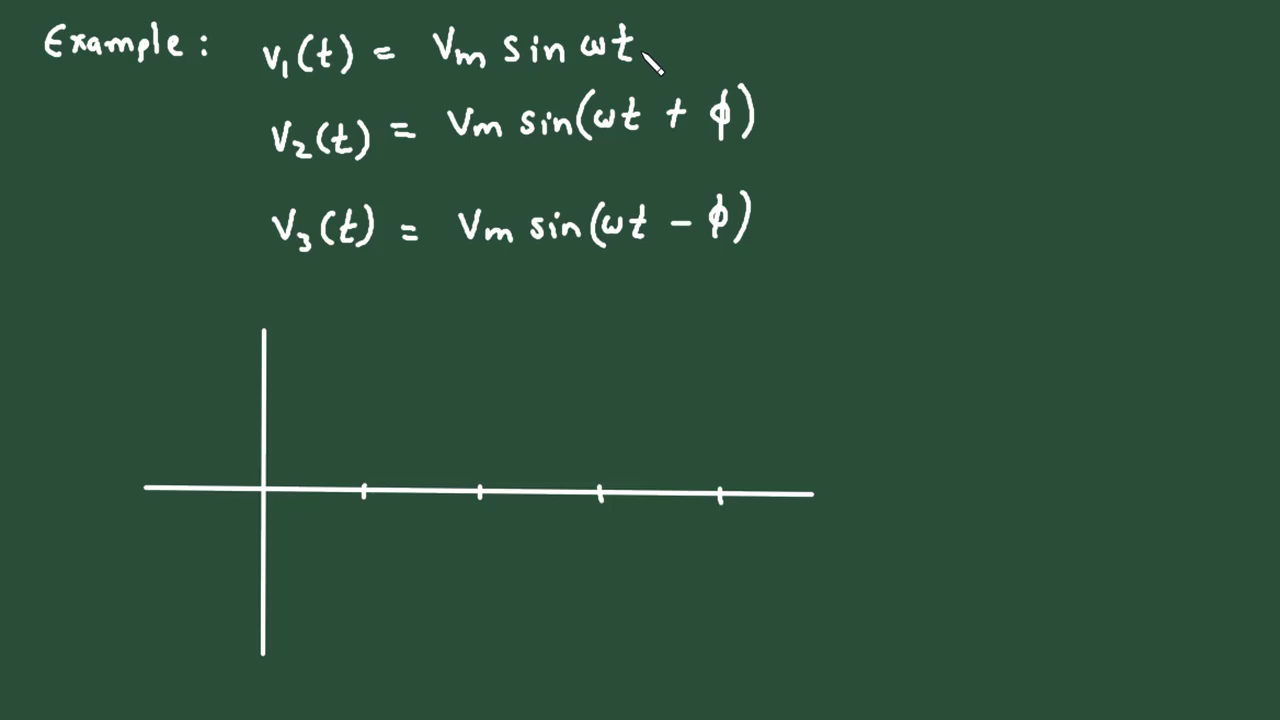 Example: v₁(t) = Vm sin ωt
V₂(t) = Vm sin(ωt + ϕ)
V₃(t) = Vm sin(ωt - ϕ)